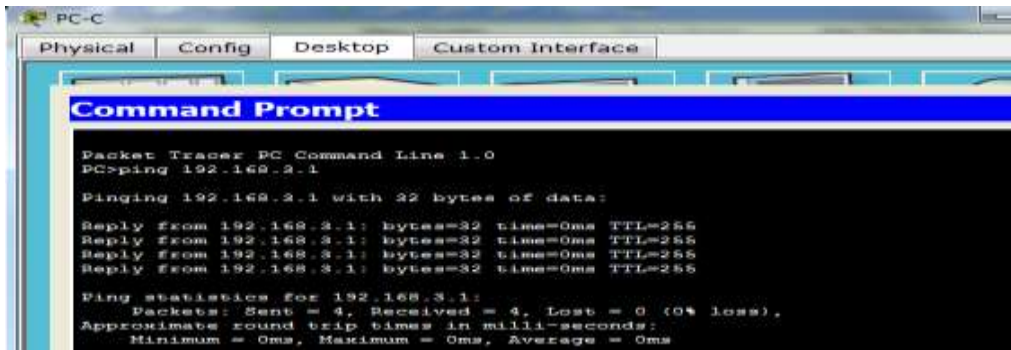 PC-C
Physical Config Desktop Custom Interface
Command Prompt
Packet Tracer PC Command Line 1.0
PC>ping 192.168.3.1
Pinging 192.168.3.1 with 32 bytes of data:
Reply from 192.168.3.1: bytes=32 time=0ms TTL=255
Reply from 192.168.3.1: bytes=32 time=0ms TTL=255
Reply from 192.168.3.1: bytes=32 time=0ms TTL=255
Reply from 192.168.3.1: bytes=32 time=0ms TTL=255
Ping statistics for 192.168.3.1:
Packets: Sent = 4, Received = 4, Lost = 0 (0% loss),
Approximate round trip times in milli-seconds:
Minimum = 0ms, Maximum = 0ms, Average = 0ms